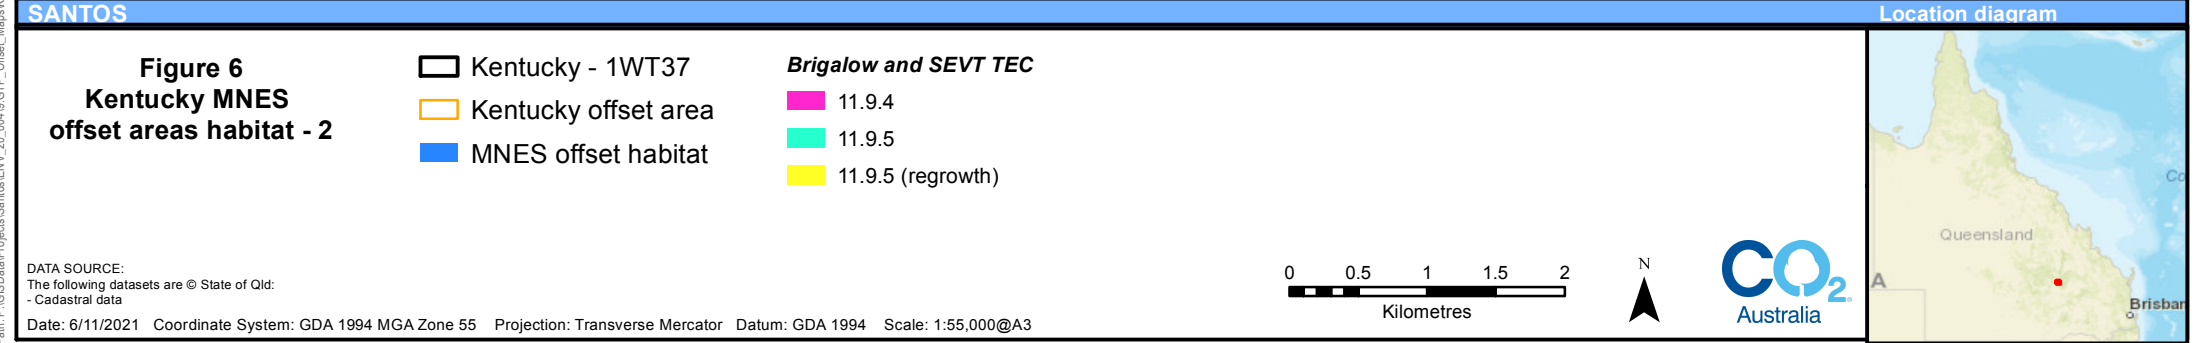 SANTOS
Location diagram
Figure 6
Kentucky MNES
offset areas habitat - 2
Kentucky - 1WT37
Kentucky offset area
MNES offset habitat
Brigalow and SEVT TEC
11.9.4
11.9.5
11.9.5 (regrowth)
DATA SOURCE:
The following datasets are © State of Qld:
- Cadastral data
Date: 6/11/2021 Coordinate System: GDA 1994 MGA Zone 55 Projection: Transverse Mercator Datum: GDA 1994 Scale: 1:55,000@A3
0 0.5 1 1.5 2
Kilometres
N
CO2
Australia
Co
Queensland
A
Brisban